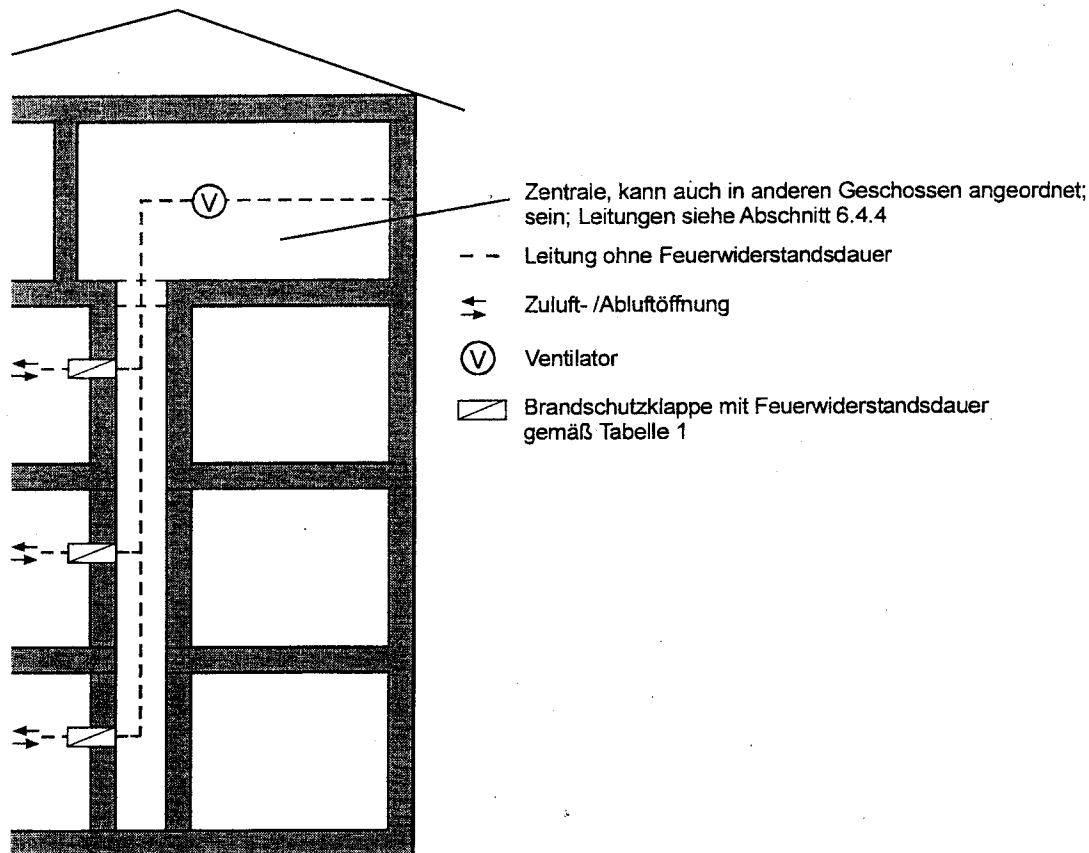 Zentrale, kann auch in anderen Geschossen angeordnet;
sein; Leitungen siehe Abschnitt 6.4.4
Leitung ohne Feuerwiderstandsdauer
Zuluft- /Abluftöffnung
V
V Ventilator
Brandschutzklappe mit Feuerwiderstandsdauer
gemäß Tabelle 1